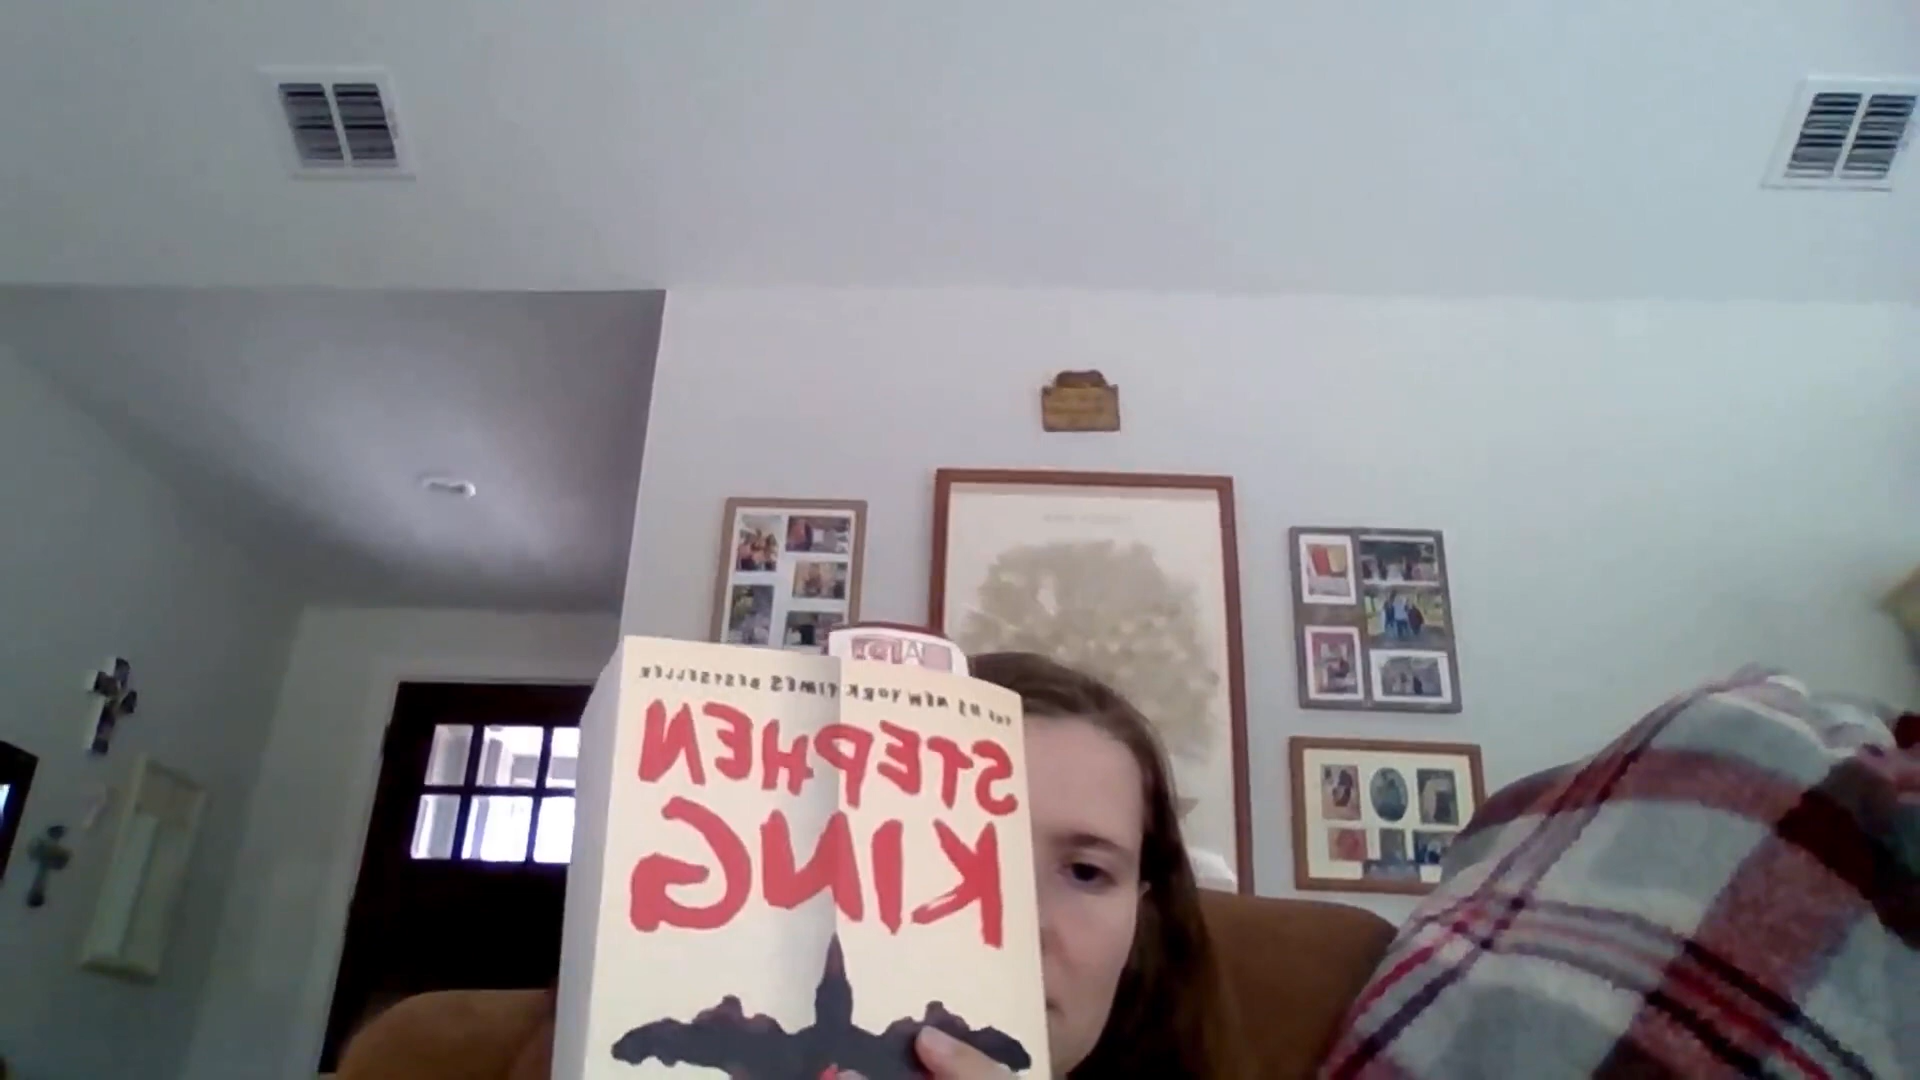 THE #1 NEW YORK TIMES BESTSELLER
STEPHEN
KING